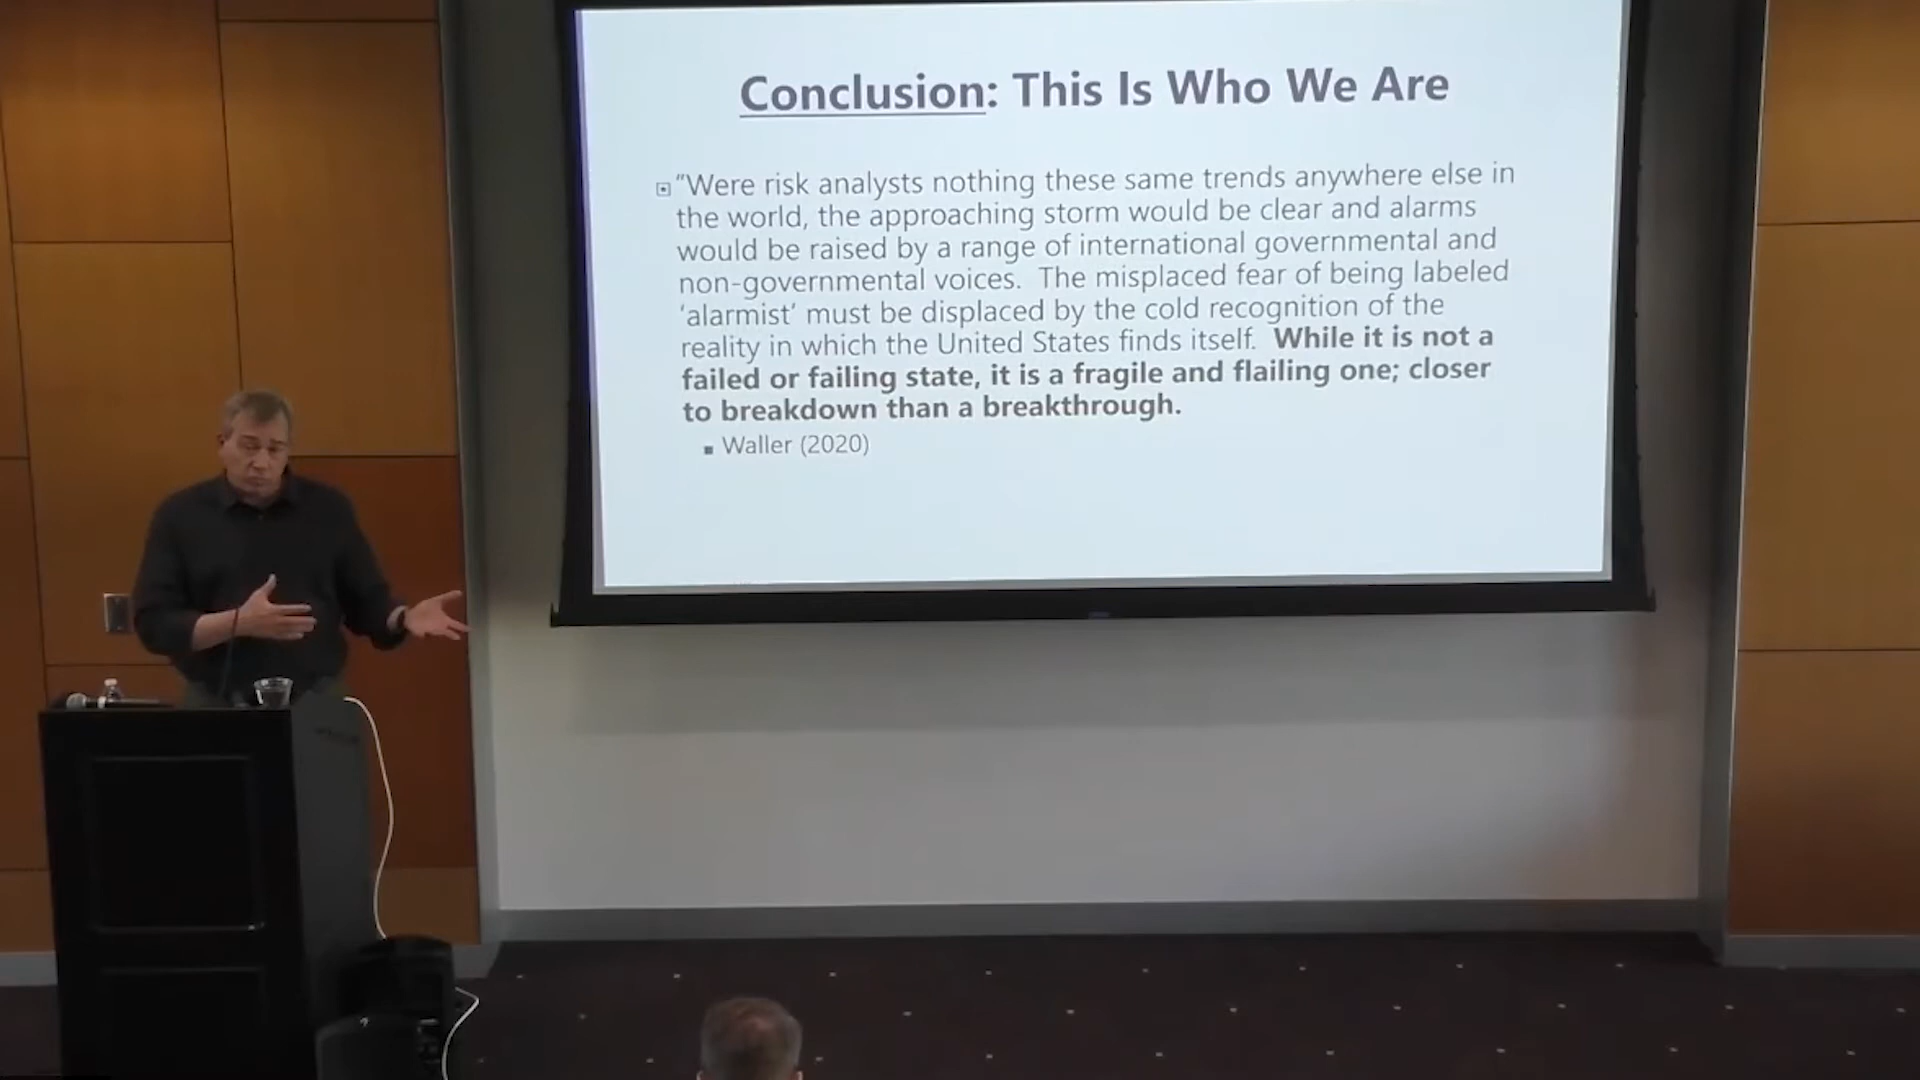 Conclusion: This Is Who We Are
"Were risk analysts nothing these same trends anywhere else in
the world, the approaching storm would be clear and alarms
would be raised by a range of international governmental and
non-governmental voices. The misplaced fear of being labeled
'alarmist' must be displaced by the cold recognition of the
reality in which the United States finds itself. While it is not a
failed or failing state, it is a fragile and flailing one; closer
to breakdown than a breakthrough.
Waller (2020)